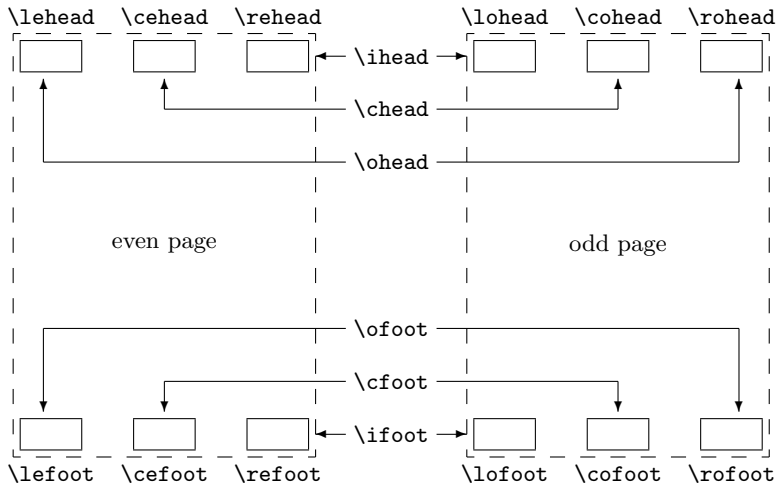 \lehead \cehead \rehead \lohead \cohead \rohead
\ihead
\chead
\ohead
even page odd page
\ofoot
\cfoot
\ifoot
\lefoot \cefoot \refoot \lofoot \cofoot \rofoot